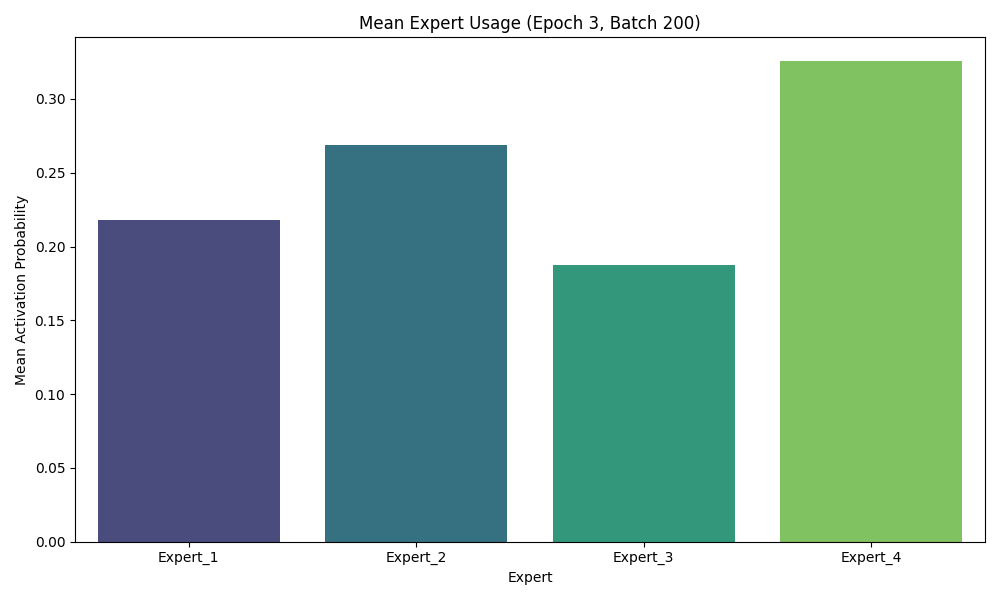 Mean Expert Usage (Epoch 3, Batch 200)
Mean Activation Probability
0.30
0.25
0.20
0.15
0.10
0.05
0.00
Expert_1 Expert_2 Expert_3 Expert_4
Expert